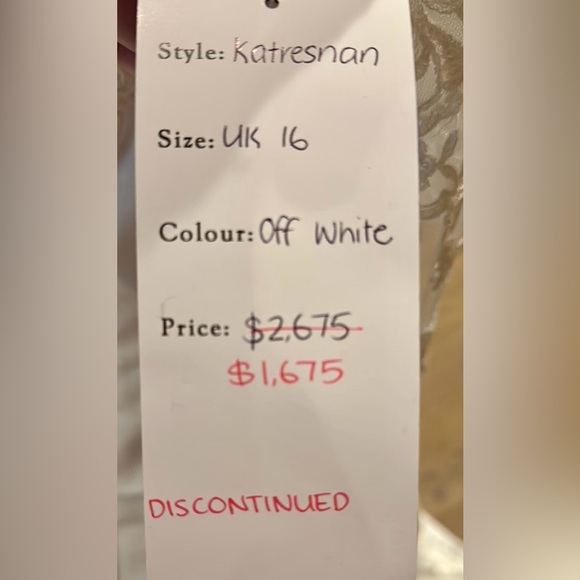 Style: Katresnan
Size: UK 16
Colour: Off White
Price: $2,675
$1,675
DISCONTINUED